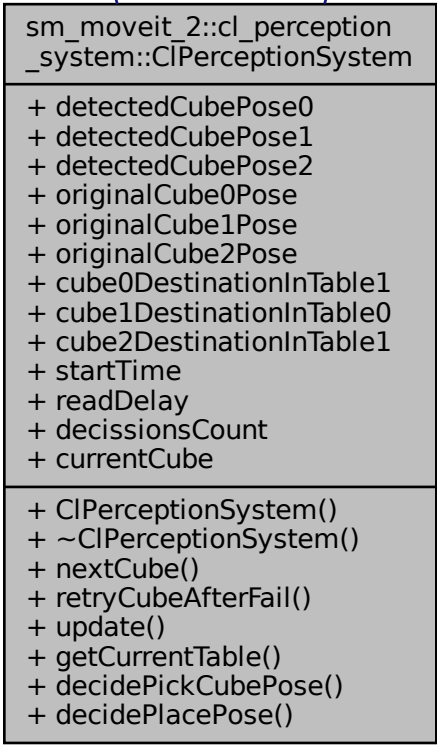 sm_moveit_2::cl_perception
_system::ClPerceptionSystem
+ detectedCubePose0
+ detectedCubePose1
+ detectedCubePose2
+ originalCube0Pose
+ originalCube1Pose
+ originalCube2Pose
+ cube0DestinationInTable1
+ cube1DestinationInTable0
+ cube2DestinationInTable1
+ startTime
+ readDelay
+ decissionsCount
+ currentCube
+ ClPerceptionSystem()
+ ~ClPerceptionSystem()
+ nextCube()
+ retryCubeAfterFail()
+ update()
+ getCurrentTable()
+ decidePickCubePose()
+ decidePlacePose()